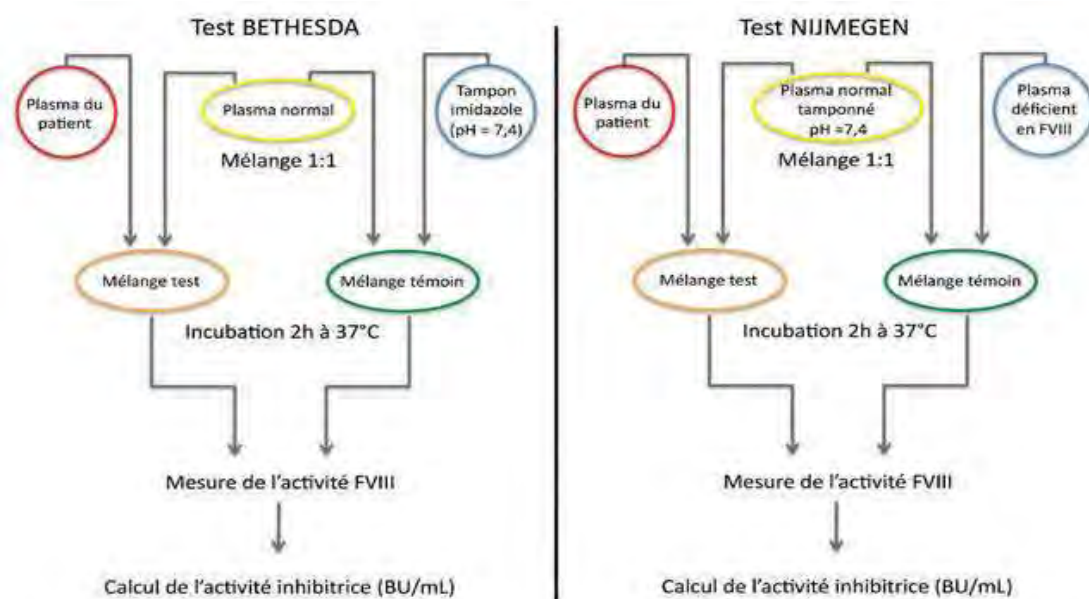 Test BETHESDA
Plasma du
patient
Plasma normal
Tampon
imidazole
(pH = 7,4)
Mélange 1:1
Mélange test
Mélange témoin
Incubation 2h à 37°C
Mesure de l'activité FVIII
Calcul de l'activité inhibitrice (BU/mL)
Test NIJMEGEN
Plasma du
patient
Plasma normal
tamponné
pH =7,4
Plasma
déficient
en FVIII
Mélange 1:1
Mélange test
Mélange témoin
Incubation 2h à 37°C
Mesure de l'activité FVIII
Calcul de l'activité inhibitrice (BU/mL)